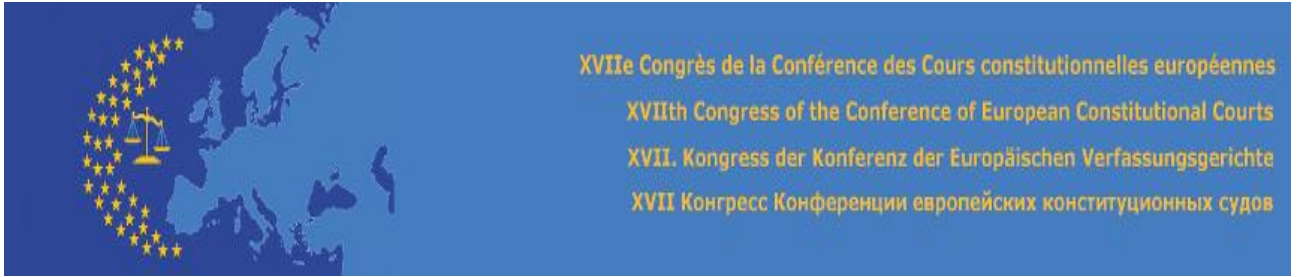 XVIIe Congrès de la Conférence des Cours constitutionnelles européennes
XVIIth Congress of the Conference of European Constitutional Courts
XVII. Kongress der Konferenz der Europäischen Verfassungsgerichte
XVII Конгресс Конференции европейских конституционных судов